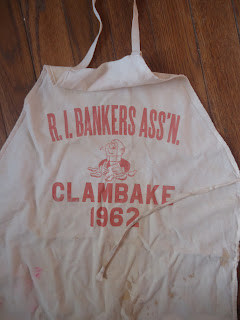 R. I. BANKERS ASS'N.
CLAMBAKE
1962